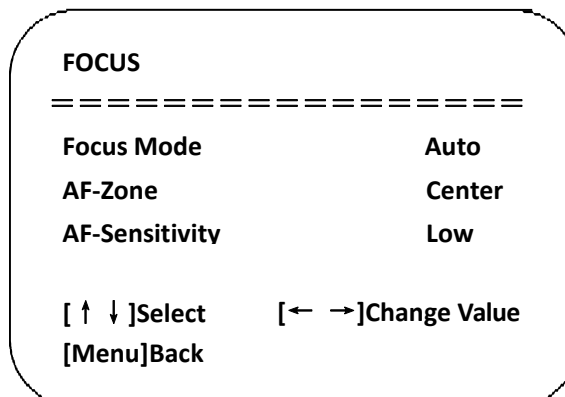 FOCUS
===================
Focus Mode Auto
AF-Zone Center
AF-Sensitivity Low
[↑ ↓]Select [← →]Change Value
[Menu]Back